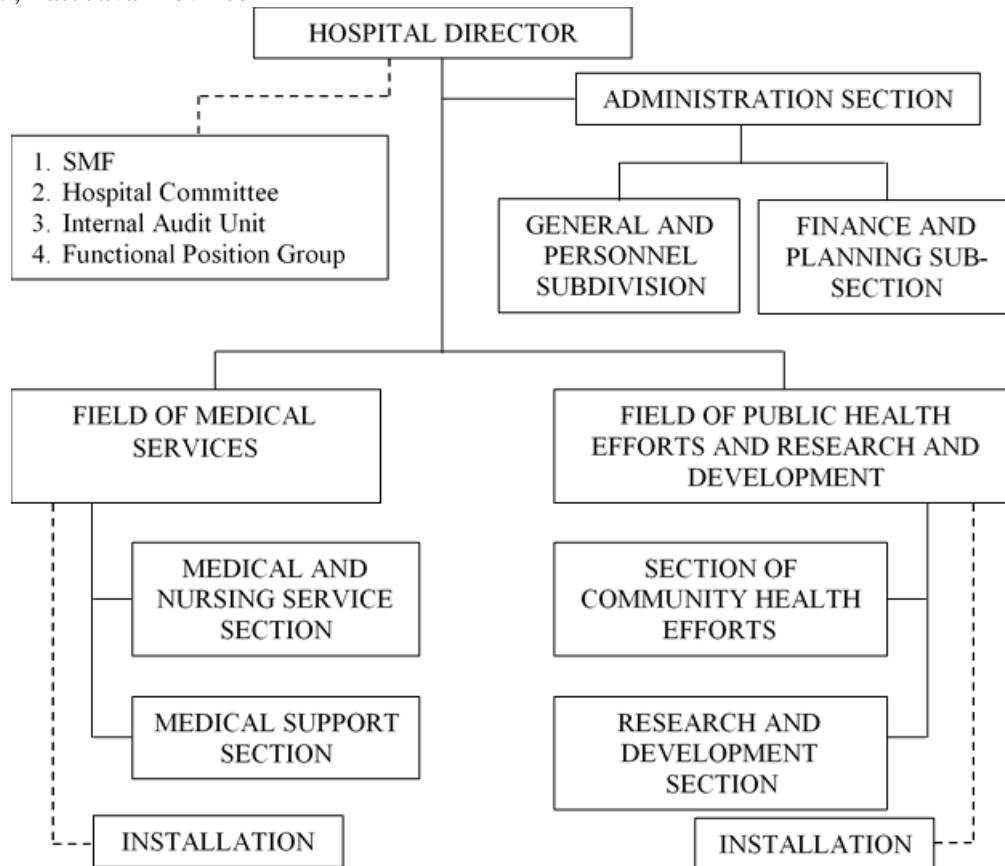 HOSPITAL DIRECTOR
ADMINISTRATION SECTION
1. SMF
2. Hospital Committee
3. Internal Audit Unit
4. Functional Position Group
GENERAL AND
PERSONNEL
SUBDIVISION
FINANCE AND
PLANNING SUB-
SECTION
FIELD OF MEDICAL
SERVICES
FIELD OF PUBLIC HEALTH
EFFORTS AND RESEARCH AND
DEVELOPMENT
MEDICAL AND
NURSING SERVICE
SECTION
SECTION OF
COMMUNITY HEALTH
EFFORTS
MEDICAL SUPPORT
SECTION
RESEARCH AND
DEVELOPMENT
SECTION
INSTALLATION
INSTALLATION